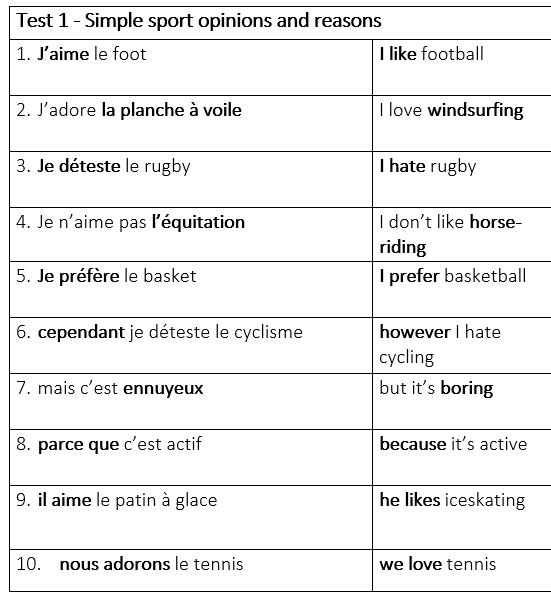 Test 1 - Simple sport opinions and reasons
1. J’aime le foot
I like football
2. J’adore la planche à voile
I love windsurfing
3. Je déteste le rugby
I hate rugby
4. Je n’aime pas l’équitation
I don’t like horse-
riding
5. Je préfère le basket
I prefer basketball
6. cependant je déteste le cyclisme
however I hate
cycling
7. mais c’est ennuyeux
but it’s boring
8. parce que c’est actif
because it’s active
9. il aime le patin à glace
he likes iceskating
10. nous adorons le tennis
we love tennis